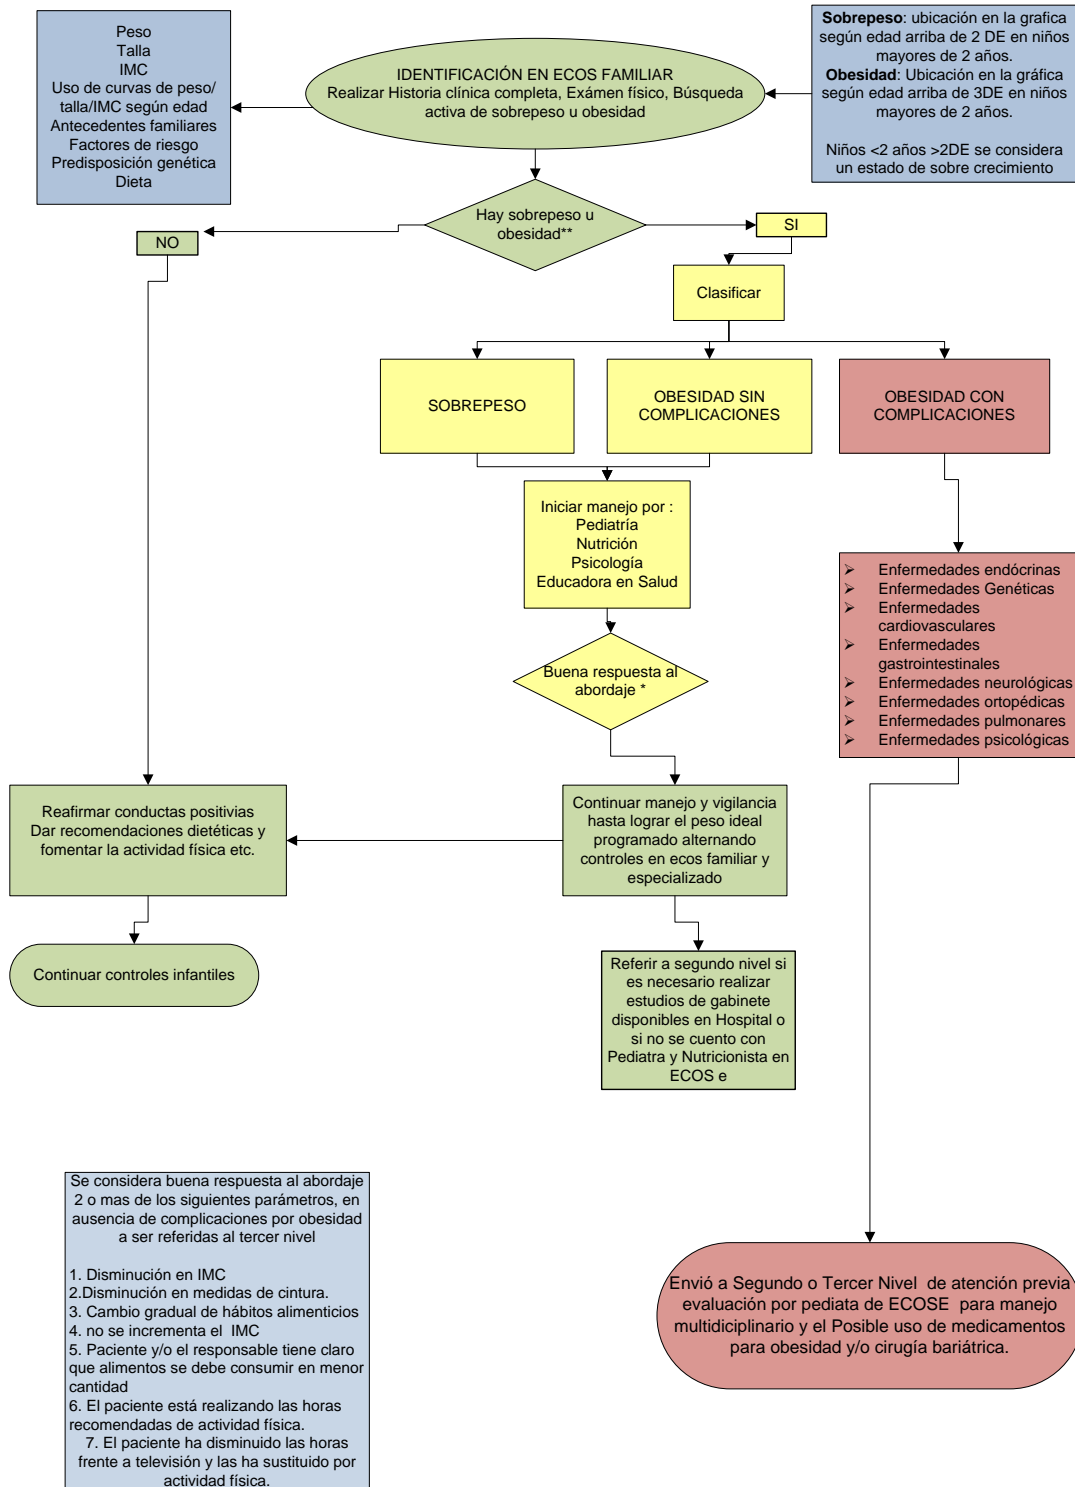 Peso
Talla
IMC
Uso de curvas de peso/
talla/IMC según edad
Antecedentes familiares
Factores de riesgo
Predisposición genética
Dieta
IDENTIFICACIÓN EN ECOS FAMILIAR
Realizar Historia clínica completa, Exámen físico, Búsqueda
activa de sobrepeso u obesidad
Sobrepeso: ubicación en la grafica
según edad arriba de 2 DE en niños
mayores de 2 años.
Obesidad: Ubicación en la gráfica
según edad arriba de 3DE en niños
mayores de 2 años.
Niños <2 años >2DE se considera
un estado de sobre crecimiento
Hay sobrepeso u
obesidad**
NO
SI
Clasificar
SOBREPESO
OBESIDAD SIN
COMPLICACIONES
OBESIDAD CON
COMPLICACIONES
Iniciar manejo por :
Pediatría
Nutrición
Psicología
Educadora en Salud
➢ Enfermedades endócrinas
➢ Enfermedades Genéticas
➢ Enfermedades
cardiovasculares
➢ Enfermedades
gastrointestinales
➢ Enfermedades neurológicas
➢ Enfermedades ortopédicas
➢ Enfermedades pulmonares
➢ Enfermedades psicológicas
Buena respuesta al
abordaje *
Reafirmar conductas positivias
Dar recomendaciones dietéticas y
fomentar la actividad física etc.
Continuar manejo y vigilancia
hasta lograr el peso ideal
programado alternando
controles en ecos familiar y
especializado
Continuar controles infantiles
Referir a segundo nivel si
es necesario realizar
estudios de gabinete
disponibles en Hospital o
si no se cuento con
Pediatra y Nutricionista en
ECOS e
Se considera buena respuesta al abordaje
2 o mas de los siguientes parámetros, en
ausencia de complicaciones por obesidad
a ser referidas al tercer nivel
1. Disminución en IMC
2.Disminución en medidas de cintura.
3. Cambio gradual de hábitos alimenticios
4. no se incrementa el IMC
5. Paciente y/o el responsable tiene claro
que alimentos se debe consumir en menor
cantidad
6. El paciente está realizando las horas
recomendadas de actividad física.
7. El paciente ha disminuido las horas
frente a televisión y las ha sustituido por
actividad física.
Envió a Segundo o Tercer Nivel de atención previa
evaluación por pediata de ECOSE para manejo
multidiciplinario y el Posible uso de medicamentos
para obesidad y/o cirugía bariátrica.